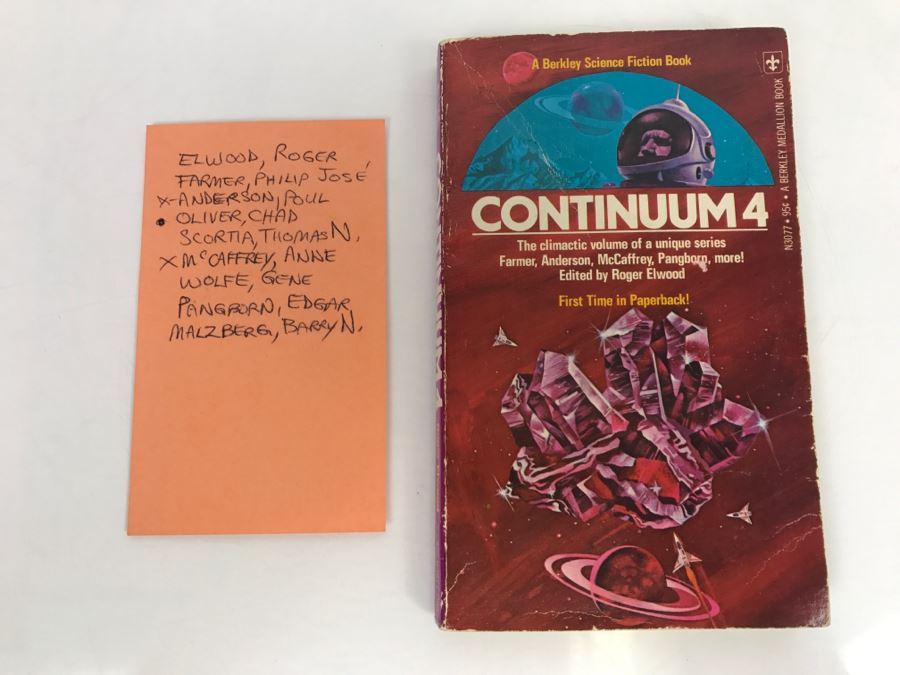 ELWOOD, ROGER
FARMER, PHILIP JOSÉ
X-ANDERSON, POUL
• OLIVER, CHAD
SCORTIA, THOMAS N.
X McCAFFREY, ANNE
WOLFE, GENE
PANGBORN, EDGAR
MALZBERG, BARRY N.
A Berkley Science Fiction Book
CONTINUUM 4
The climactic volume of a unique series
Farmer, Anderson, McCaffrey, Pangborn, more!
Edited by Roger Elwood
First Time in Paperback!
N3077 • 95¢ • A BERKLEY MEDALLION BOOK